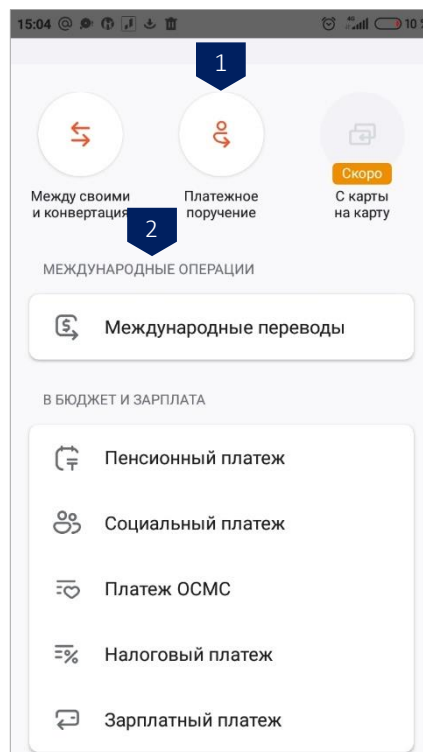 15:04
10
1
Между своими
и конвертация
Платежное
поручение
Скоро
С карты
на карту
2
МЕЖДУНАРОДНЫЕ ОПЕРАЦИИ
Международные переводы
В БЮДЖЕТ И ЗАРПЛАТА
Пенсионный платеж
Социальный платеж
Платеж ОСМС
Налоговый платеж
Зарплатный платеж